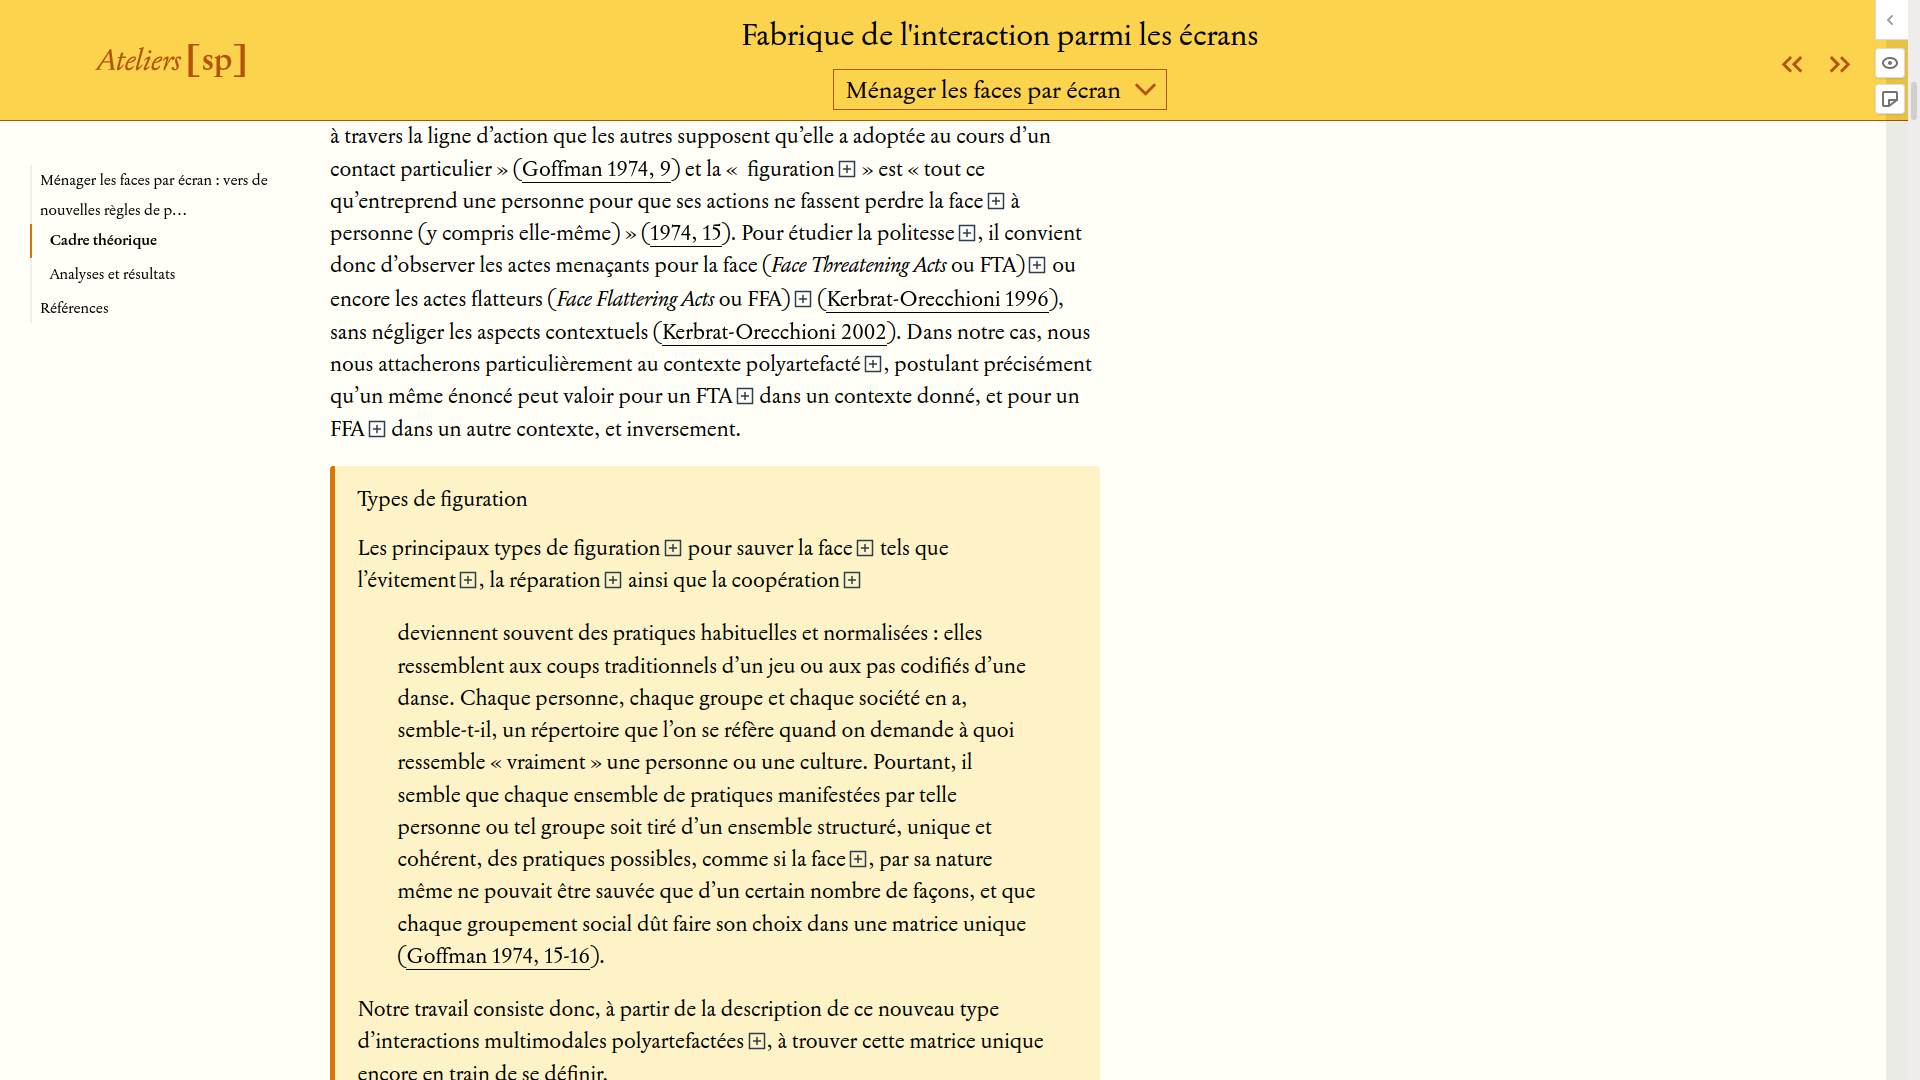 Ateliers [sp]
Fabrique de l'interaction parmi les écrans
Ménager les faces par écran
Ménager les faces par écran : vers de
nouvelles règles de p…
Cadre théorique
Analyses et résultats
Références
à travers la ligne d’action que les autres supposent qu’elle a adoptée au cours d’un
contact particulier » (Goffman 1974, 9) et la « figuration » est « tout ce
qu’entreprend une personne pour que ses actions ne fassent perdre la face à
personne (y compris elle-même) » (1974, 15). Pour étudier la politesse, il convient
donc d’observer les actes menaçants pour la face (Face Threatening Acts ou FTA) ou
encore les actes flatteurs (Face Flattering Acts ou FFA) (Kerbrat-Orecchioni 1996),
sans négliger les aspects contextuels (Kerbrat-Orecchioni 2002). Dans notre cas, nous
nous attacherons particulièrement au contexte polyartefacté, postulant précisément
qu’un même énoncé peut valoir pour un FTA dans un contexte donné, et pour un
FFA dans un autre contexte, et inversement.
Types de figuration
Les principaux types de figuration pour sauver la face tels que
l’évitement, la réparation ainsi que la coopération
deviennent souvent des pratiques habituelles et normalisées : elles
ressemblent aux coups traditionnels d’un jeu ou aux pas codifiés d’une
danse. Chaque personne, chaque groupe et chaque société en a,
semble-t-il, un répertoire que l’on se réfère quand on demande à quoi
ressemble « vraiment » une personne ou une culture. Pourtant, il
semble que chaque ensemble de pratiques manifestées par telle
personne ou tel groupe soit tiré d’un ensemble structuré, unique et
cohérent, des pratiques possibles, comme si la face, par sa nature
même ne pouvait être sauvée que d’un certain nombre de façons, et que
chaque groupement social dût faire son choix dans une matrice unique
(Goffman 1974, 15-16).
Notre travail consiste donc, à partir de la description de ce nouveau type
d’interactions multimodales polyartefactées, à trouver cette matrice unique
encore en train de se définir.